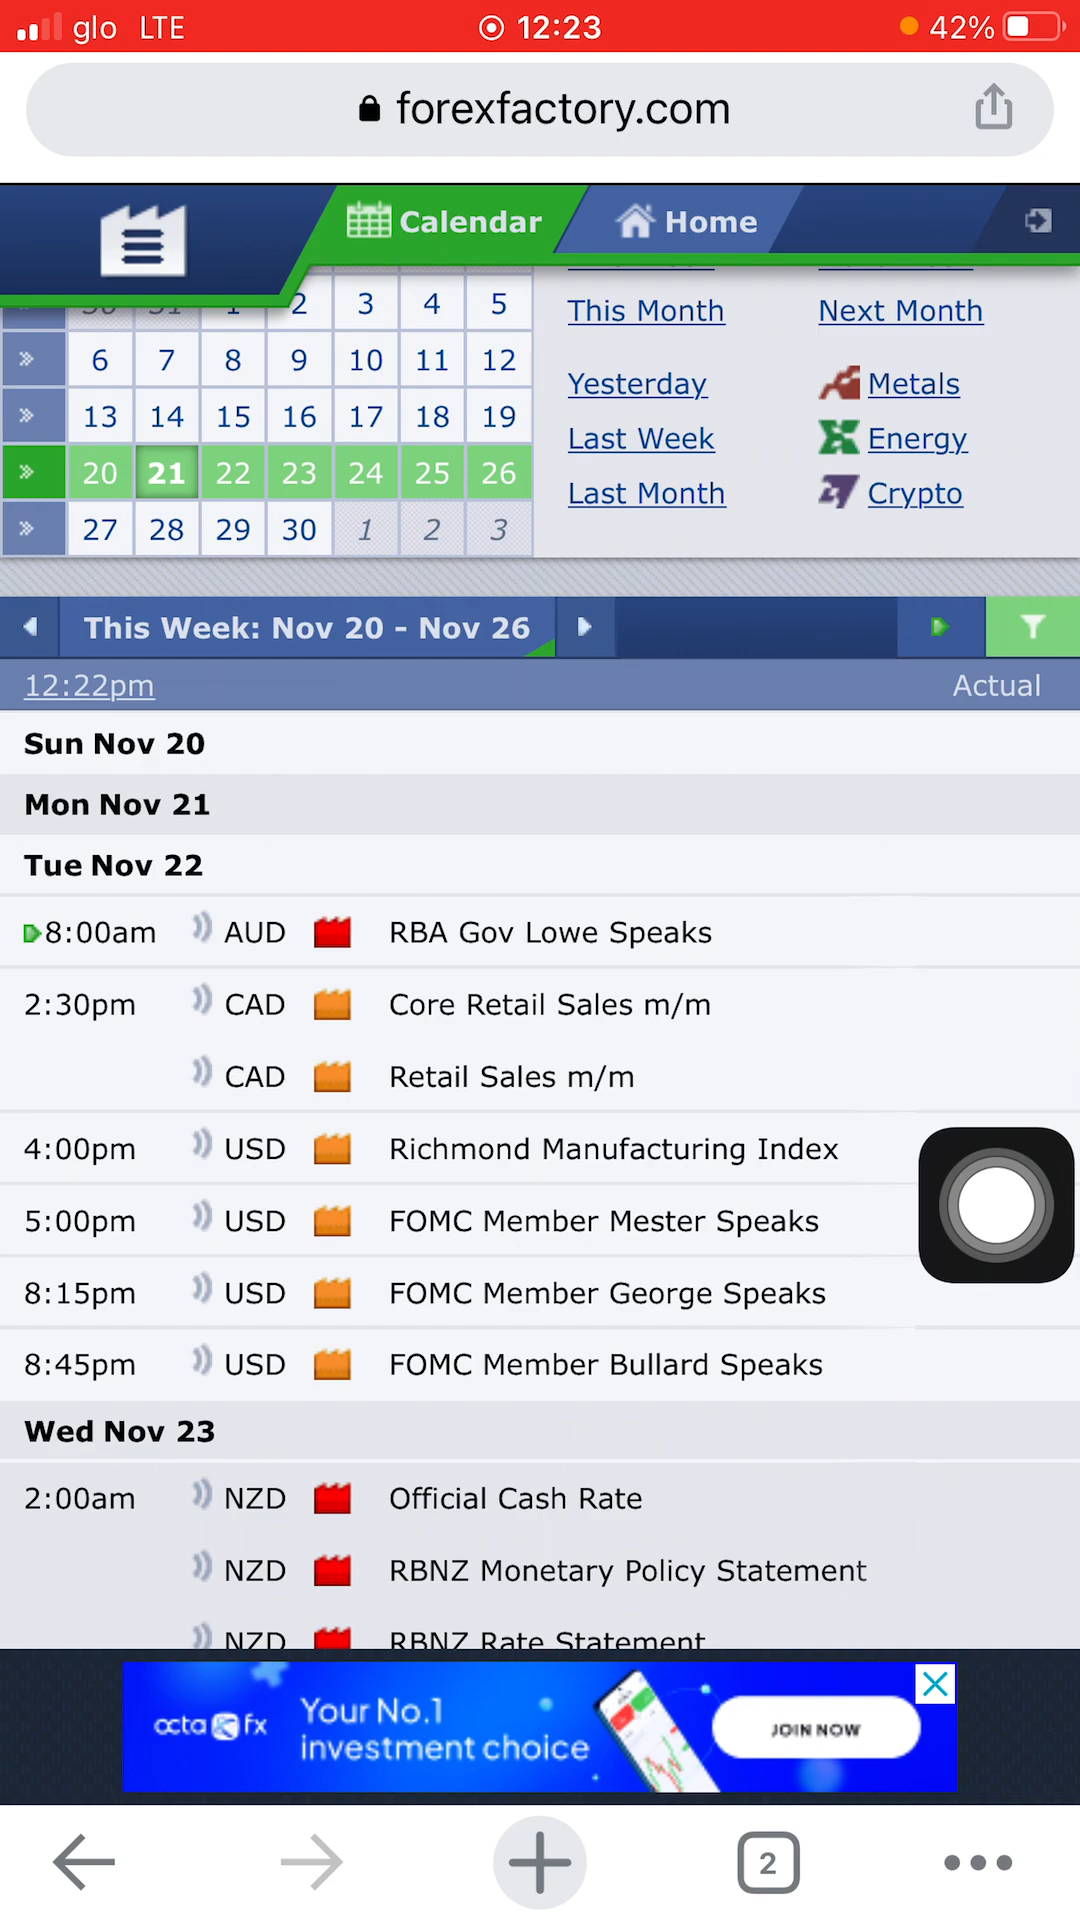 glo LTE 12:23 42%
forexfactory.com
Calendar Home
30 31 1 2 3 4 5
This Month Next Month
6 7 8 9 10 11 12
Yesterday Metals
13 14 15 16 17 18 19
Last Week Energy
20 21 22 23 24 25 26
Last Month Crypto
27 28 29 30 1 2 3
This Week: Nov 20 - Nov 26
12:22pm Actual
Sun Nov 20
Mon Nov 21
Tue Nov 22
8:00am AUD RBA Gov Lowe Speaks
2:30pm CAD Core Retail Sales m/m
CAD Retail Sales m/m
4:00pm USD Richmond Manufacturing Index
5:00pm USD FOMC Member Mester Speaks
8:15pm USD FOMC Member George Speaks
8:45pm USD FOMC Member Bullard Speaks
Wed Nov 23
2:00am NZD Official Cash Rate
NZD RBNZ Monetary Policy Statement
NZD RBNZ Rate Statement
octa fx
Your No.1
investment choice
JOIN NOW
2